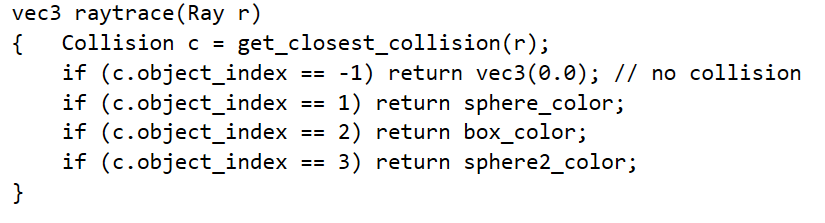 vec3 raytrace(Ray r)
{   Collision c = get_closest_collision(r);
    if (c.object_index == -1) return vec3(0.0); // no collision
    if (c.object_index == 1) return sphere_color;
    if (c.object_index == 2) return box_color;
    if (c.object_index == 3) return sphere2_color;
}